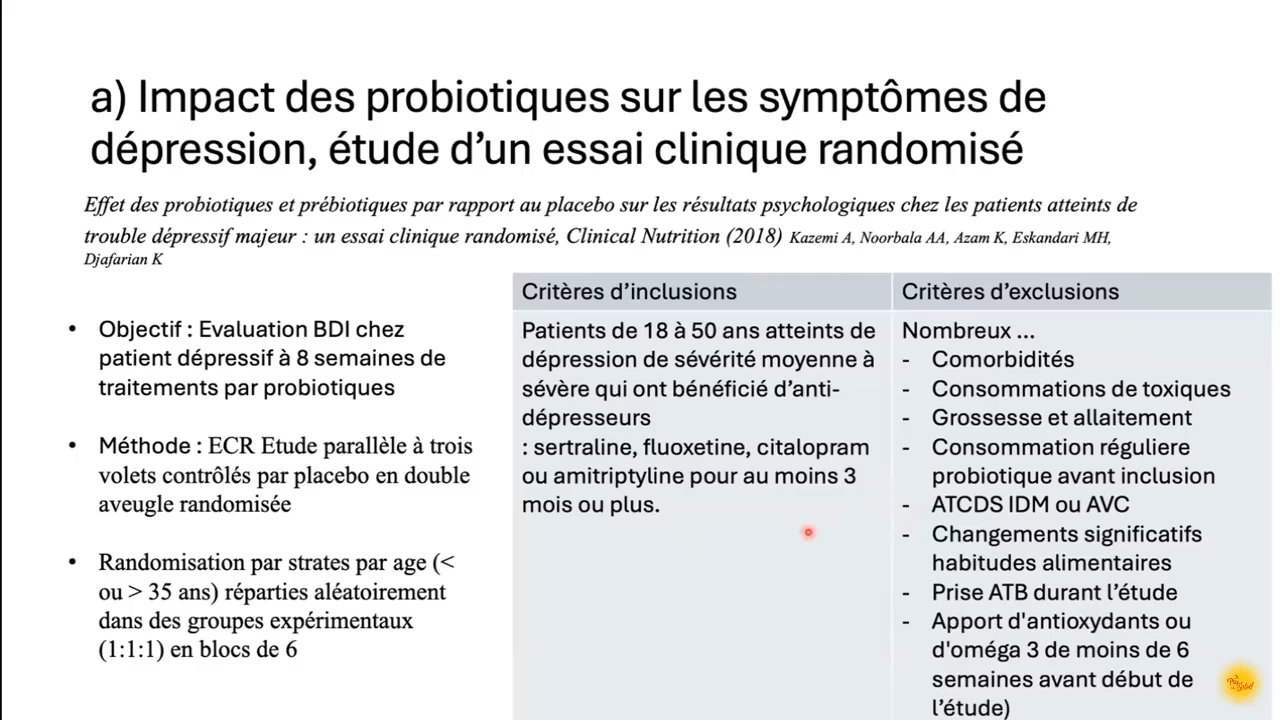 a) Impact des probiotiques sur les symptômes de
dépression, étude d’un essai clinique randomisé
Effet des probiotiques et prébiotiques par rapport au placebo sur les résultats psychologiques chez les patients atteints de
trouble dépressif majeur : un essai clinique randomisé, Clinical Nutrition (2018) Kazemi A, Noorbala AA, Azam K, Eskandari MH,
Djafarian K
• Objectif : Evaluation BDI chez
patient dépressif à 8 semaines de
traitements par probiotiques
• Méthode : ECR Etude parallèle à trois
volets contrôlés par placebo en double
aveugle randomisée
• Randomisation par strates par age (<
ou > 35 ans) réparties aléatoirement
dans des groupes expérimentaux
(1:1:1) en blocs de 6
Critères d’inclusions
Patients de 18 à 50 ans atteints de
dépression de sévérité moyenne à
sévère qui ont bénéficié d’anti-
dépresseurs
: sertraline, fluoxetine, citalopram
ou amitriptyline pour au moins 3
mois ou plus.
Critères d’exclusions
Nombreux ...
- Comorbidités
- Consommations de toxiques
- Grossesse et allaitement
- Consommation réguliere
probiotique avant inclusion
- ATCDS IDM ou AVC
- Changements significatifs
habitudes alimentaires
- Prise ATB durant l’étude
- Apport d'antioxydants ou
d'oméga 3 de moins de 6
semaines avant début de
l’étude)